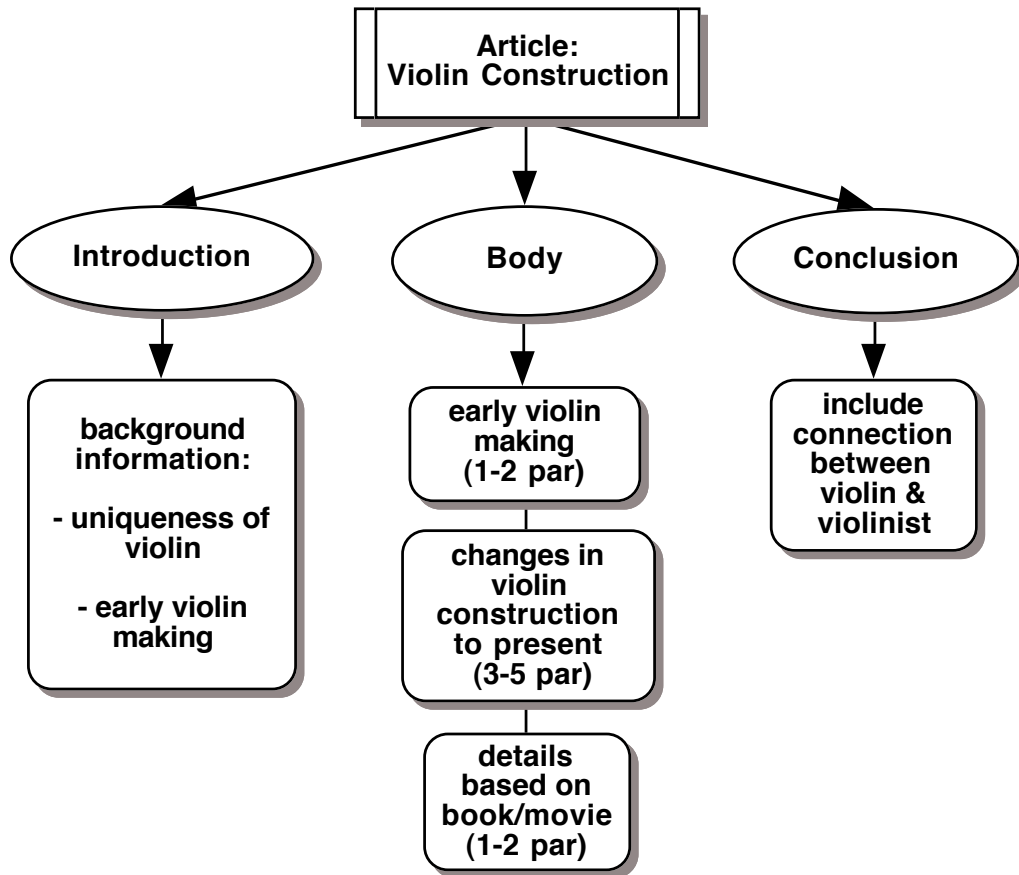 Article:
Violin Construction
Introduction
Body
Conclusion
background
information:
- uniqueness of
violin
- early violin
making
early violin
making
(1-2 par)
changes in
violin
construction
to present
(3-5 par)
details
based on
book/movie
(1-2 par)
include
connection
between
violin &
violinist